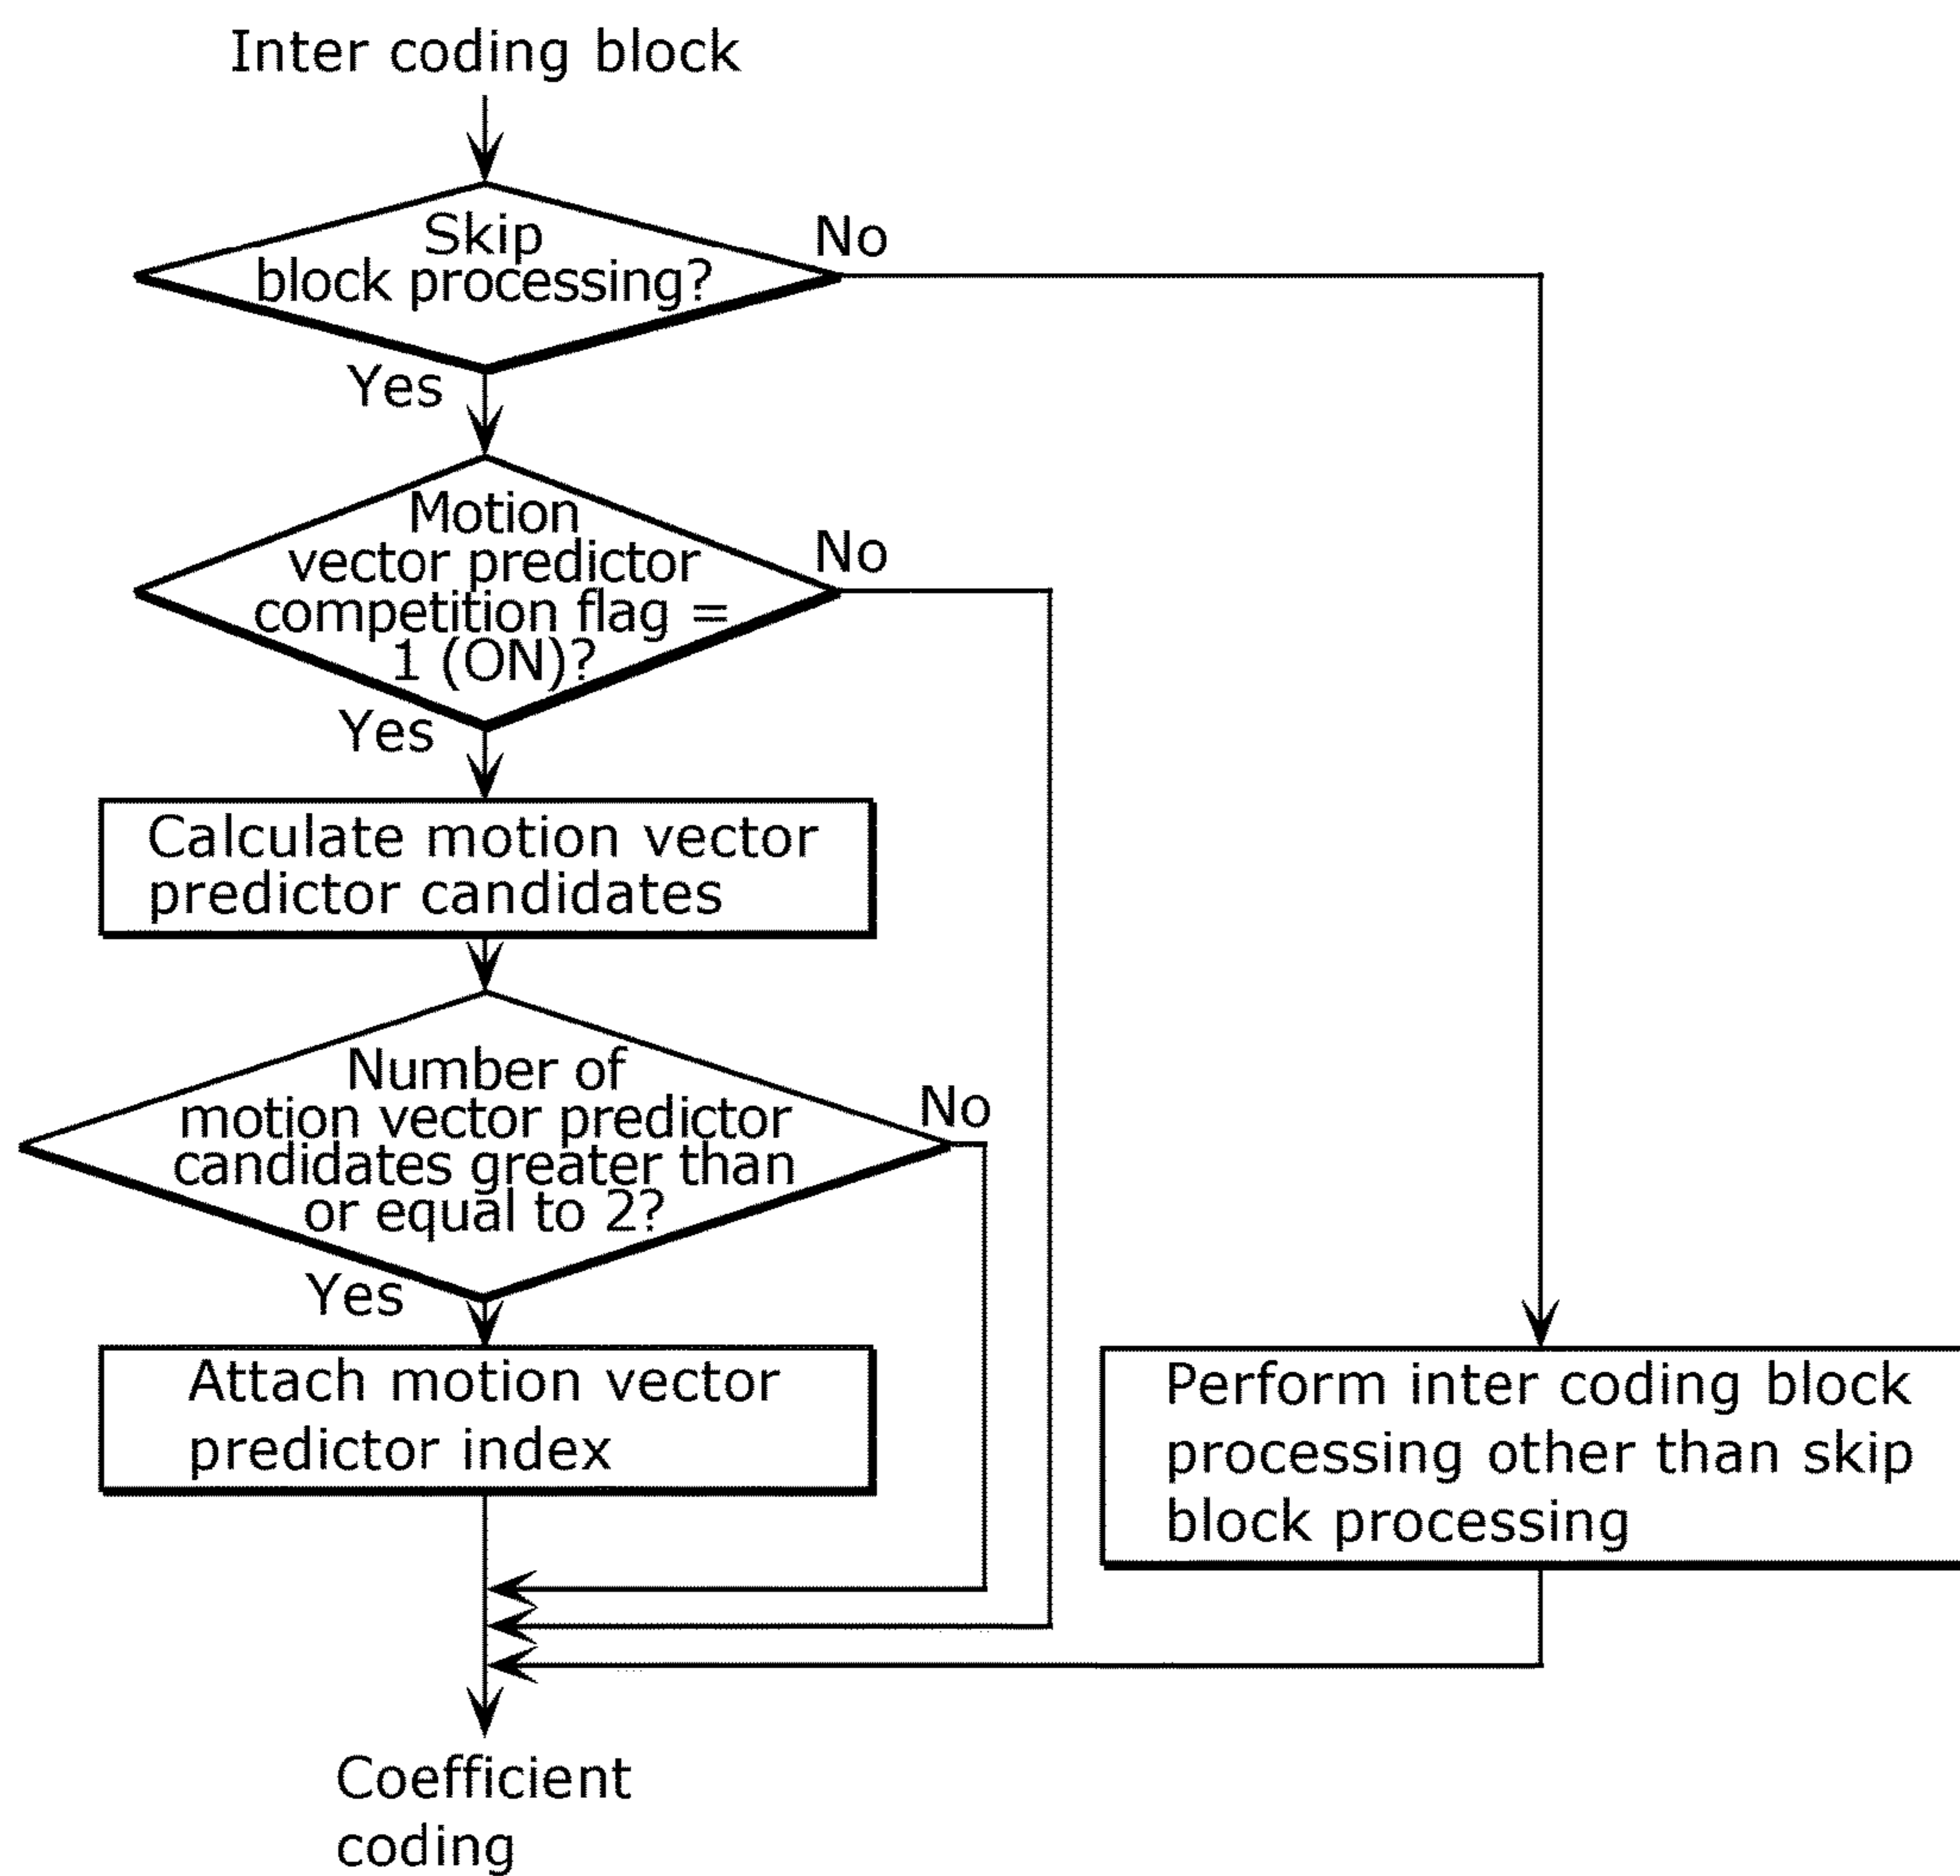 Inter coding block
Skip
block processing?
No
Yes
Motion
vector predictor
competition flag =
1 (ON)?
No
Yes
Calculate motion vector
predictor candidates
Number of
motion vector predictor
candidates greater than
or equal to 2?
No
Yes
Attach motion vector
predictor index
Perform inter coding block
processing other than skip
block processing
Coefficient
coding